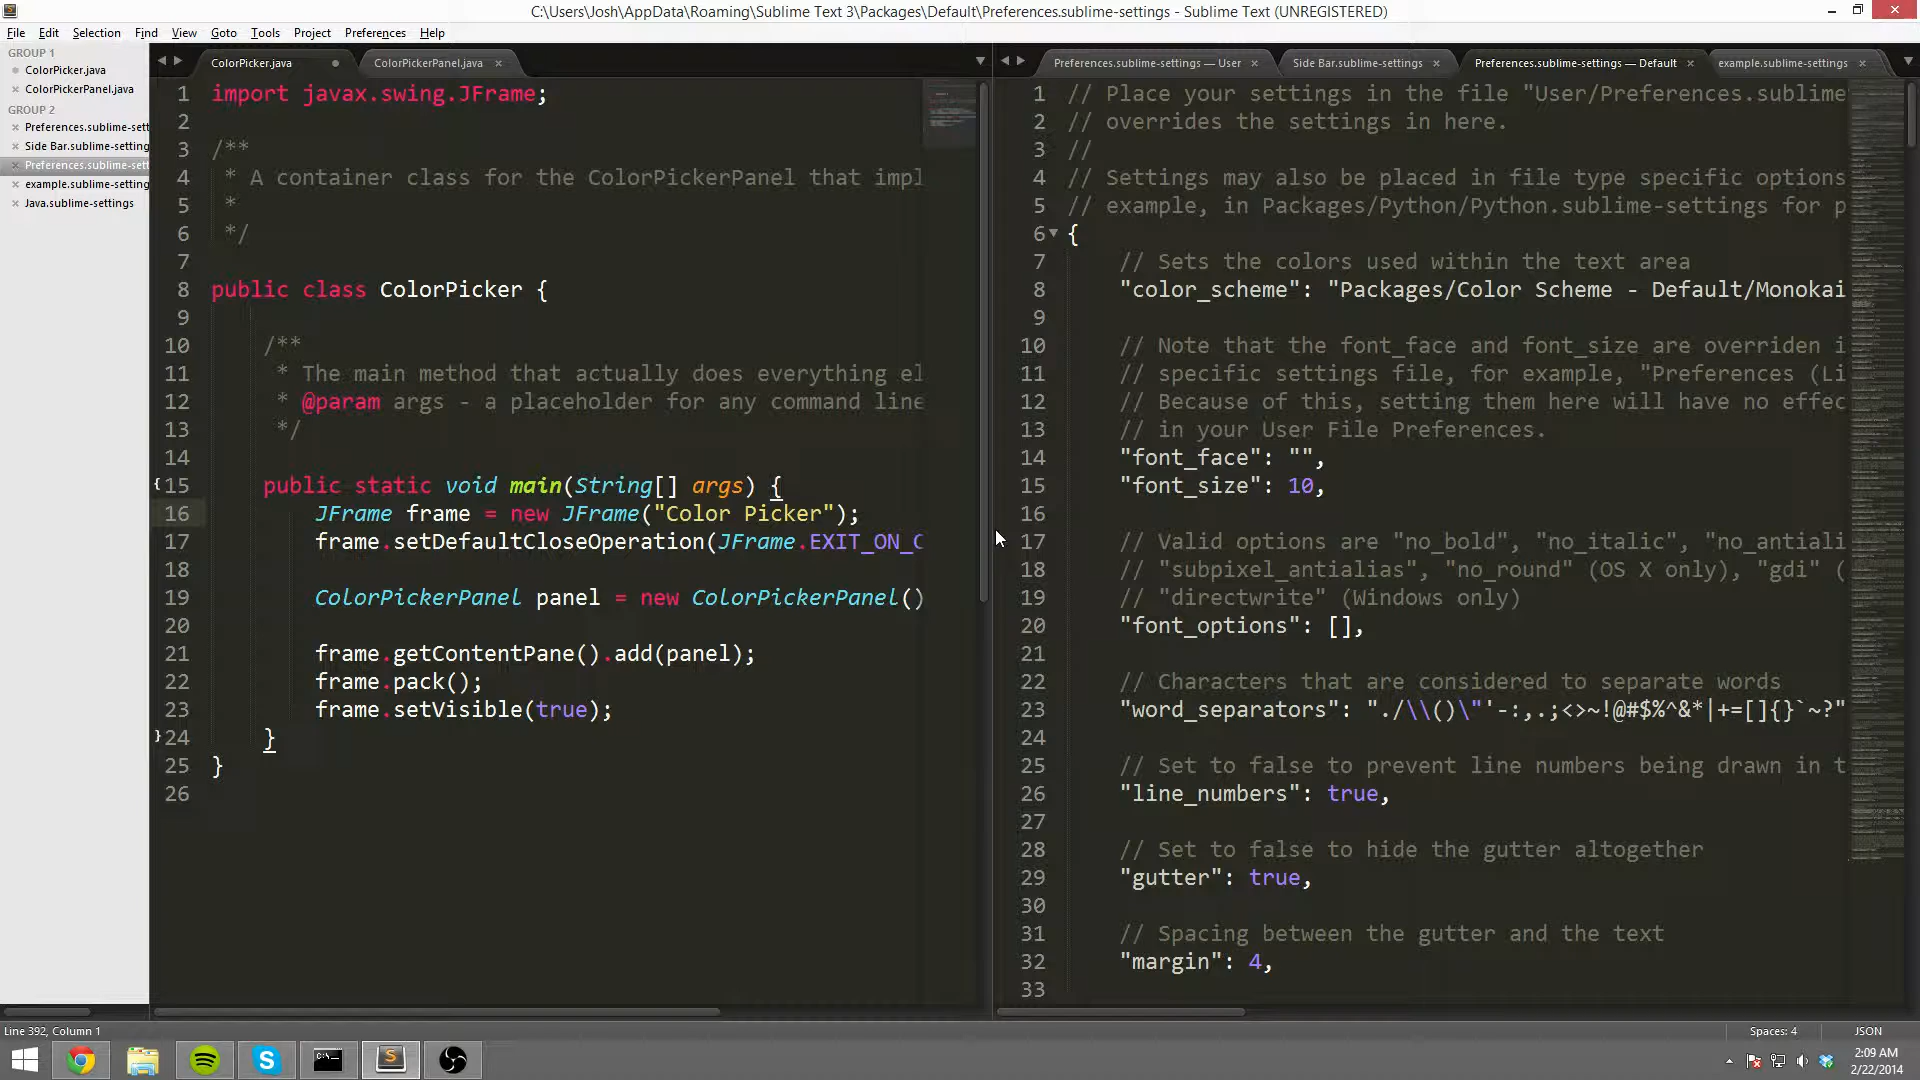 C:\Users\Josh\AppData\Roaming\Sublime Text 3\Packages\Default\Preferences.sublime-settings - Sublime Text (UNREGISTERED)
File Edit Selection Find View Goto Tools Project Preferences Help
GROUP 1
ColorPicker.java
ColorPickerPanel.java
GROUP 2
Preferences.sublime-sett
Side Bar.sublime-setting
Preferences.sublime-sett
example.sublime-setting
Java.sublime-settings
ColorPicker.java
ColorPickerPanel.java
1 import javax.swing.JFrame;
2
3 /**
4 * A container class for the ColorPickerPanel that impl
5 *
6 */
7
8 public class ColorPicker {
9
10 /**
11 * The main method that actually does everything el
12 * @param args - a placeholder for any command line
13 */
14
15 public static void main(String[] args) {
16 JFrame frame = new JFrame("Color Picker");
17 frame.setDefaultCloseOperation(JFrame.EXIT_ON_C
18
19 ColorPickerPanel panel = new ColorPickerPanel()
20
21 frame.getContentPane().add(panel);
22 frame.pack();
23 frame.setVisible(true);
24 }
25 }
26
Preferences.sublime-settings — User
Side Bar.sublime-settings
Preferences.sublime-settings — Default
example.sublime-settings
1 // Place your settings in the file "User/Preferences.sublime
2 // overrides the settings in here.
3 //
4 // Settings may also be placed in file type specific options
5 // example, in Packages/Python/Python.sublime-settings for p
6 {
7 // Sets the colors used within the text area
8 "color_scheme": "Packages/Color Scheme - Default/Monokai
9
10 // Note that the font_face and font_size are overriden i
11 // specific settings file, for example, "Preferences (Li
12 // Because of this, setting them here will have no effec
13 // in your User File Preferences.
14 "font_face": "",
15 "font_size": 10,
16
17 // Valid options are "no_bold", "no_italic", "no_antiali
18 // "subpixel_antialias", "no_round" (OS X only), "gdi" (
19 // "directwrite" (Windows only)
20 "font_options": [],
21
22 // Characters that are considered to separate words
23 "word_separators": "./\\()\"'-:,.;<>~!@#$%^&*|+=[]{}`~?"
24
25 // Set to false to prevent line numbers being drawn in t
26 "line_numbers": true,
27
28 // Set to false to hide the gutter altogether
29 "gutter": true,
30
31 // Spacing between the gutter and the text
32 "margin": 4,
33
Line 392, Column 1
Spaces: 4
JSON
2:09 AM
2/22/2014